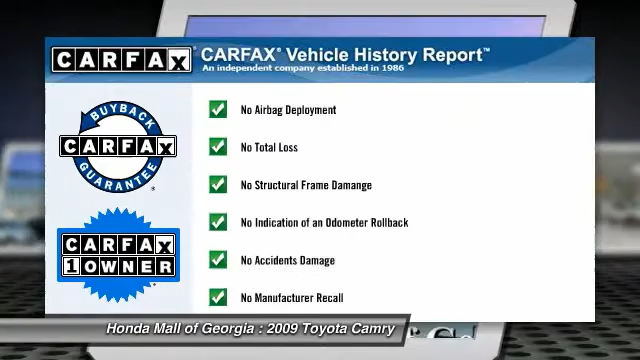 CARFAX CARFAX® Vehicle History Report™
An independent company established in 1986
BUYBACK
CARFAX
GUARANTEE
CARFAX
1 OWNER
No Airbag Deployment
No Total Loss
No Structural Frame Damange
No Indication of an Odometer Rollback
No Accidents Damage
No Manufacturer Recall
Honda Mall of Georgia : 2009 Toyota Camry